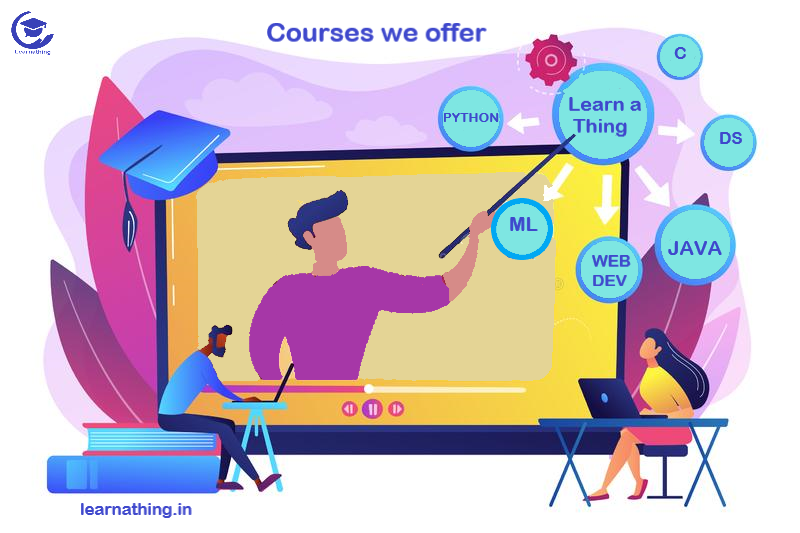 Learnathing
Courses we offer
C
PYTHON
Learn a
Thing
DS
ML
JAVA
WEB
DEV
learnathing.in